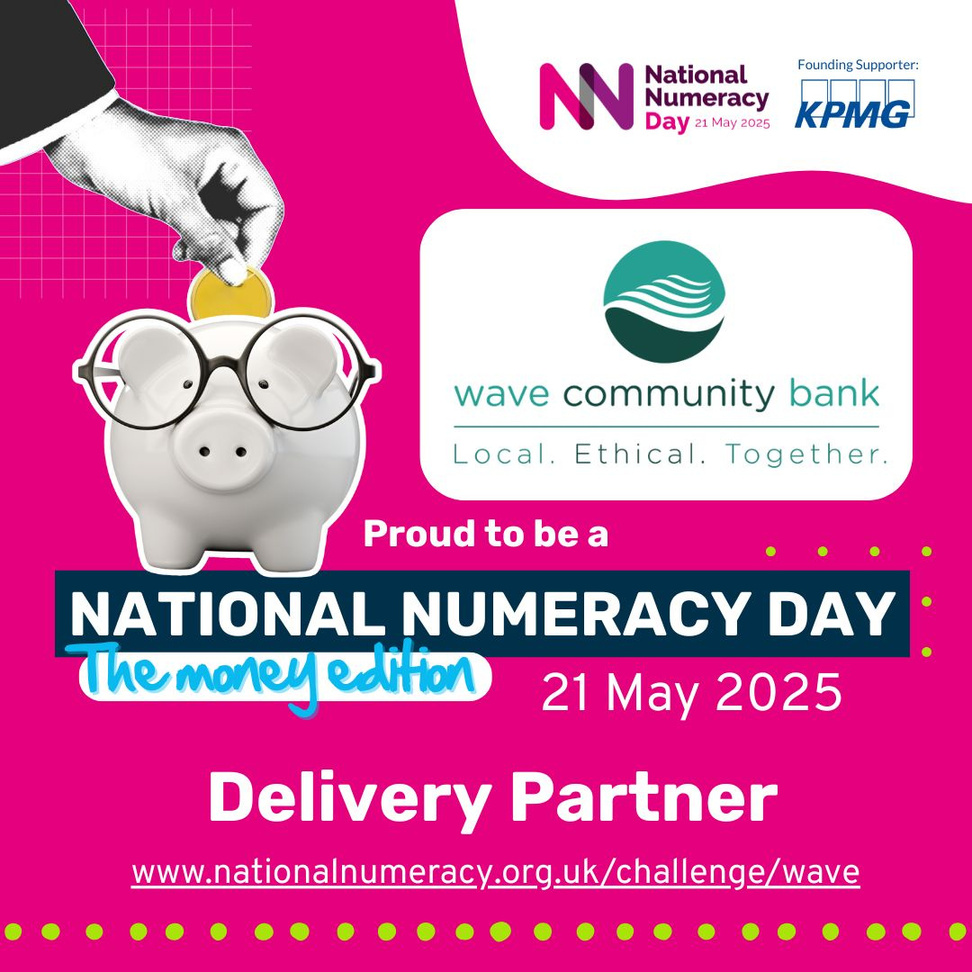 National
Numeracy
Day 21 May 2025
Founding Supporter:
KPMG
wave community bank
Local. Ethical. Together.
Proud to be a
NATIONAL NUMERACY DAY
The money edition
21 May 2025
Delivery Partner
www.nationalnumeracy.org.uk/challenge/wave